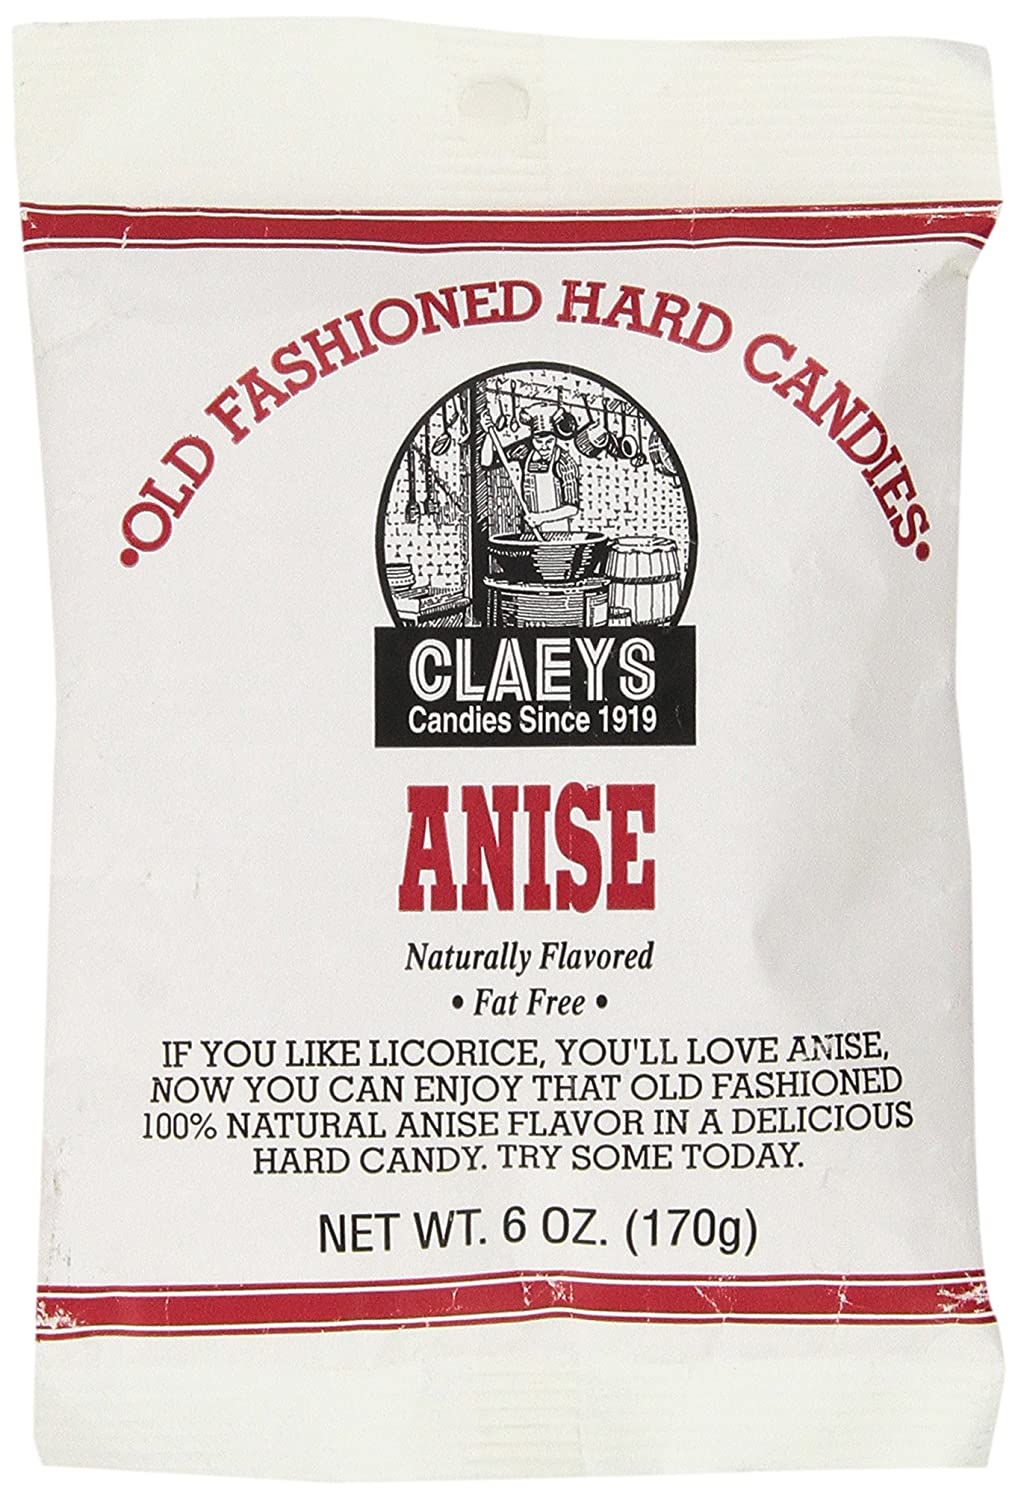 •OLD FASHIONED HARD CANDIES•
CLAEYS
Candies Since 1919
ANISE
Naturally Flavored
• Fat Free •
IF YOU LIKE LICORICE, YOU'LL LOVE ANISE,
NOW YOU CAN ENJOY THAT OLD FASHIONED
100% NATURAL ANISE FLAVOR IN A DELICIOUS
HARD CANDY. TRY SOME TODAY.
NET WT. 6 OZ. (170g)